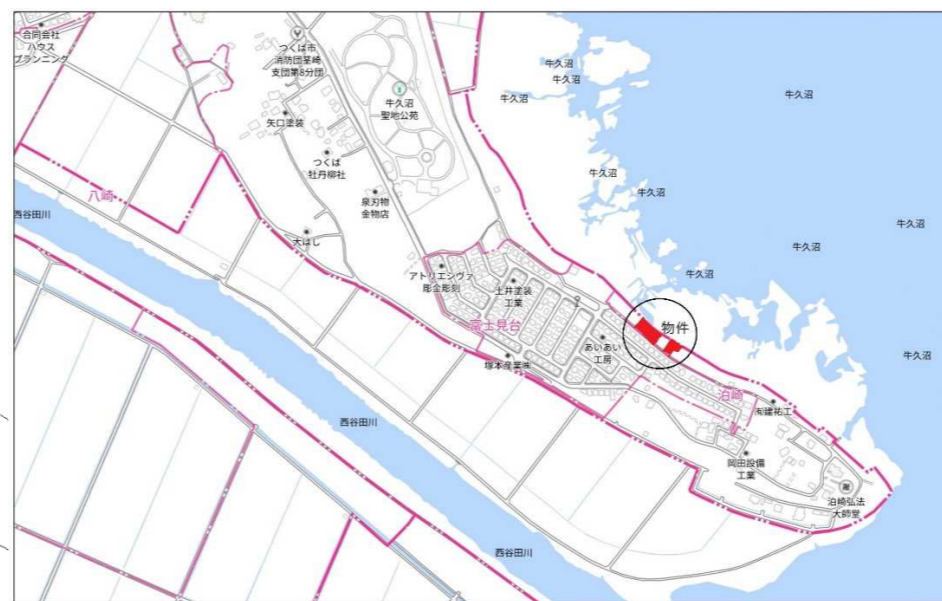 合同会社
ハウス
プランニング
つくば市
消防団茎崎
支団第8分団
牛久沼
聖地公苑
矢口塗装
つくば
牡丹柳社
泉刃物
金物店
大はし
八崎
西谷田川
牛久沼
牛久沼
牛久沼
牛久沼
牛久沼
牛久沼
牛久沼
牛久沼
牛久沼
牛久沼
アトリエシヴァ
彫金彫刻
土井塗装
工業
富士見台
塚本産業㈱
あいあい
工房
物件
泊崎
㈲建祐工
岡田設備
工業
泊崎弘法
大師堂
西谷田川
西谷田川